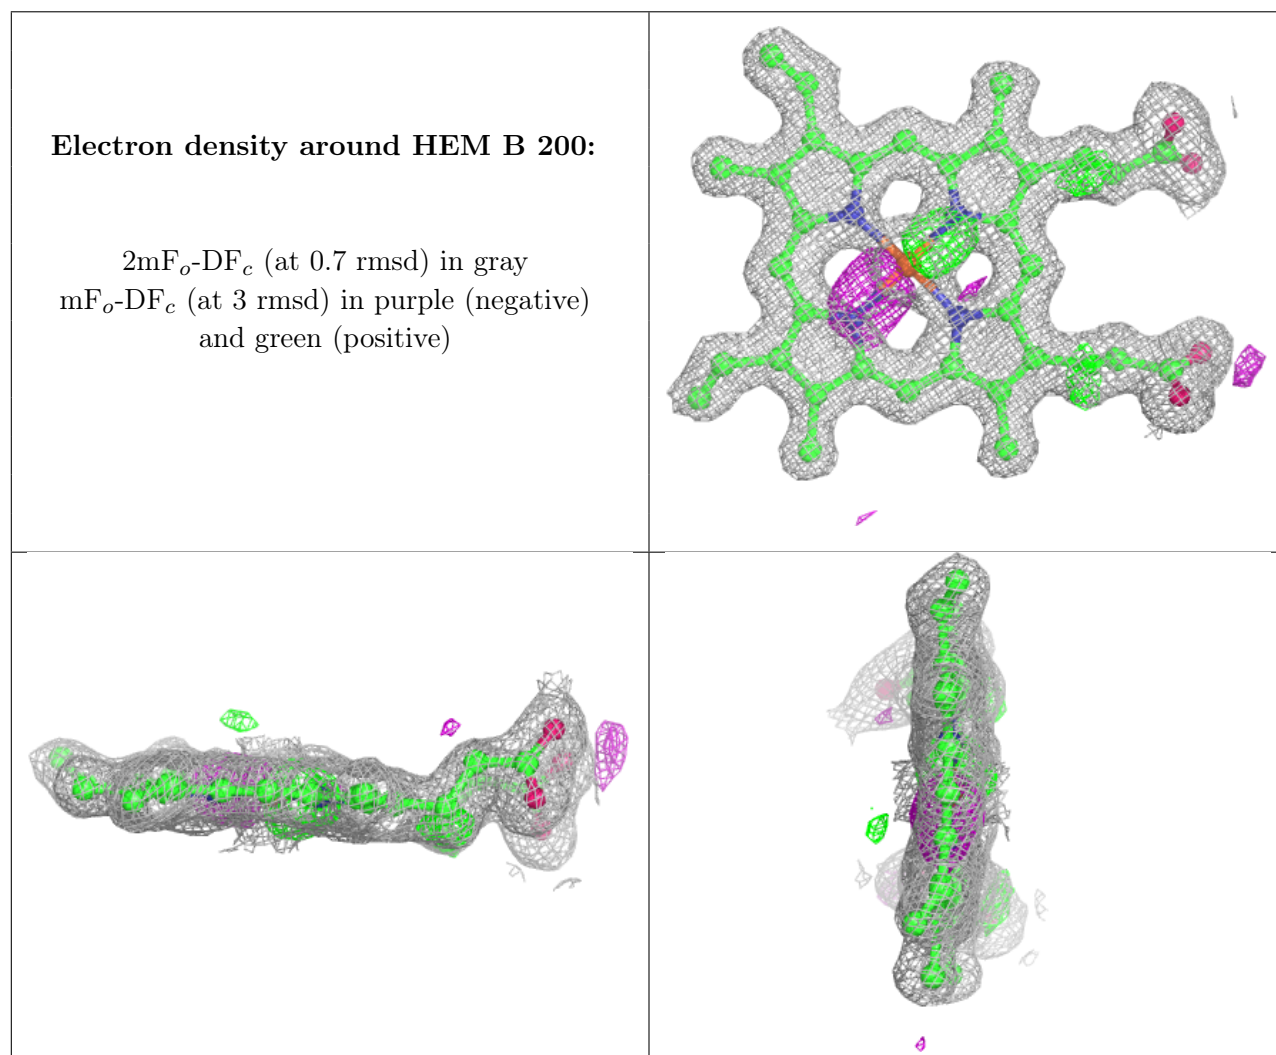 Electron density around HEM B 200:
2mFo-DFc (at 0.7 rmsd) in gray
mFo-DFc (at 3 rmsd) in purple (negative)
and green (positive)